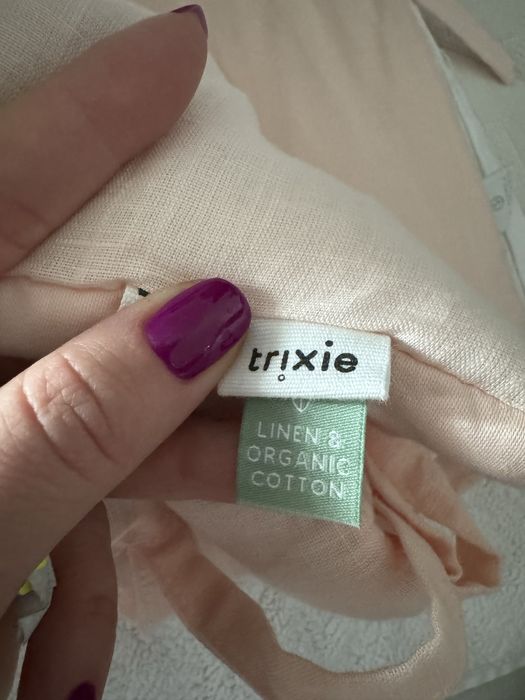 trixie
LINEN &
ORGANIC
COTTON